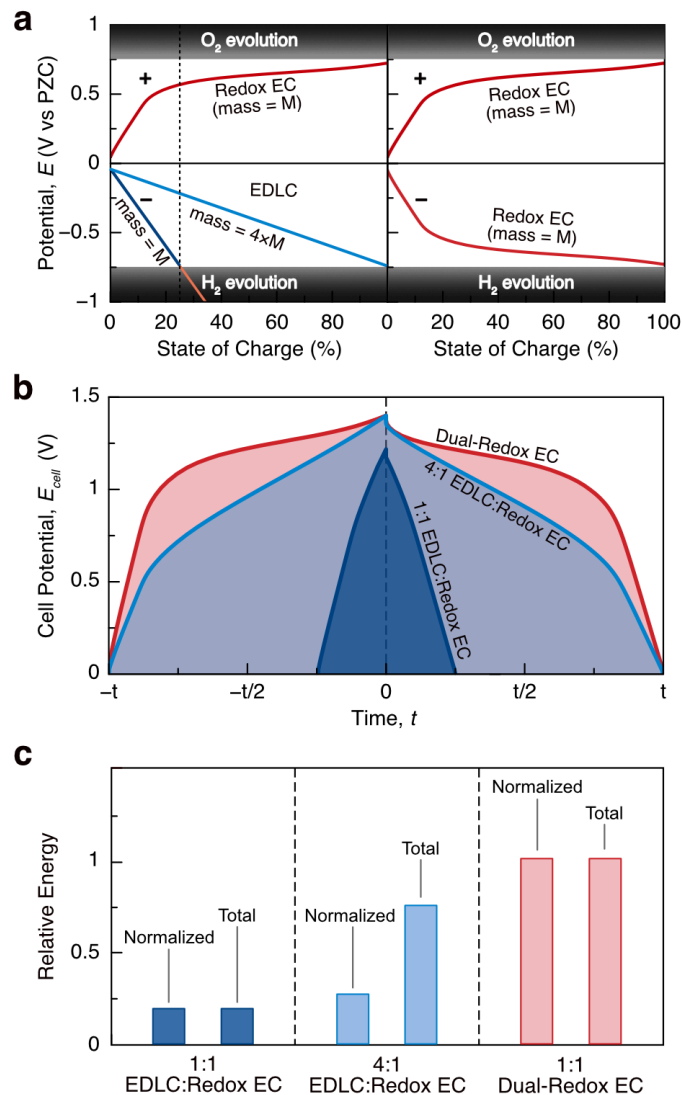 a
1
0.5
0
−0.5
−1
Potential, E (V vs PZC)
O2 evolution
+
Redox EC
(mass = M)
EDLC
−
mass = M
mass = 4×M
H2 evolution
0 20 40 60 80
State of Charge (%)
O2 evolution
+
Redox EC
(mass = M)
−
Redox EC
(mass = M)
H2 evolution
0 20 40 60 80 100
State of Charge (%)
b
1.5
1
0.5
0
Cell Potential, Ecell (V)
Dual-Redox EC
4:1 EDLC:Redox EC
1:1 EDLC:Redox EC
−t −t/2 0 t/2 t
Time, t
c
1
0.5
0
Relative Energy
Normalized
Total
Normalized
Total
Normalized
Total
1:1
EDLC:Redox EC
4:1
EDLC:Redox EC
1:1
Dual-Redox EC